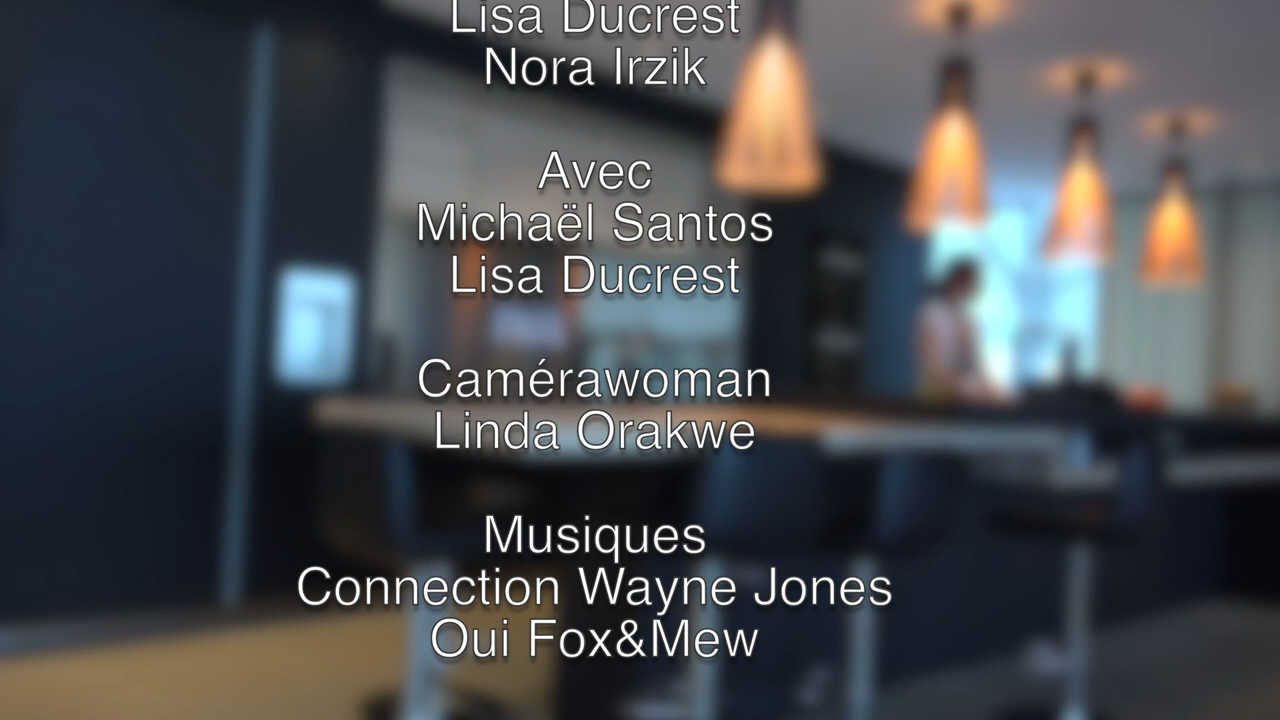 Lisa Ducrest
Nora Irzik
Avec
Michaël Santos
Lisa Ducrest
Camérawoman
Linda Orakwe
Musiques
Connection Wayne Jones
Oui Fox&Mew